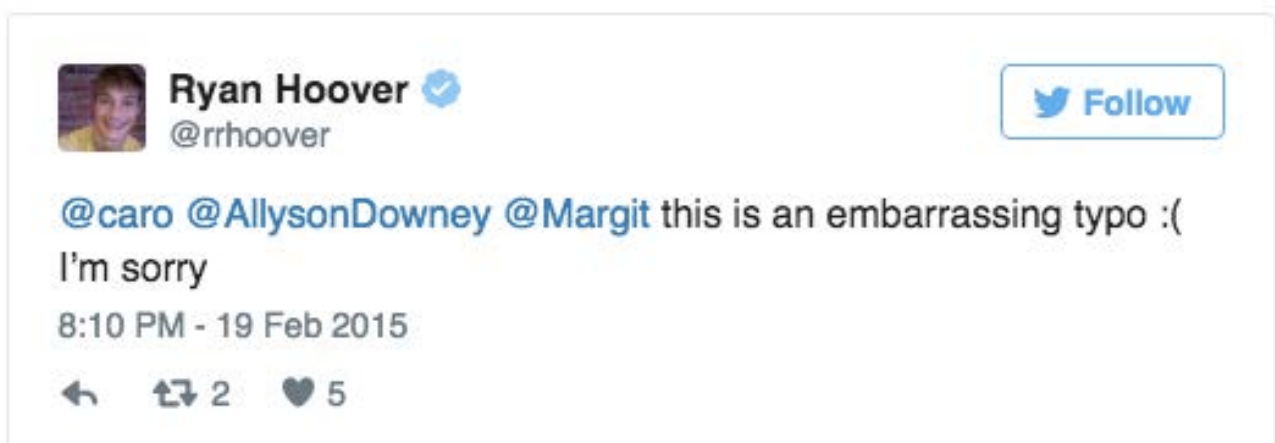 Ryan Hoover
Follow
@rrhoover
@caro @AllysonDowney @Margit this is an embarrassing typo :(
I’m sorry
8:10 PM - 19 Feb 2015
2 5